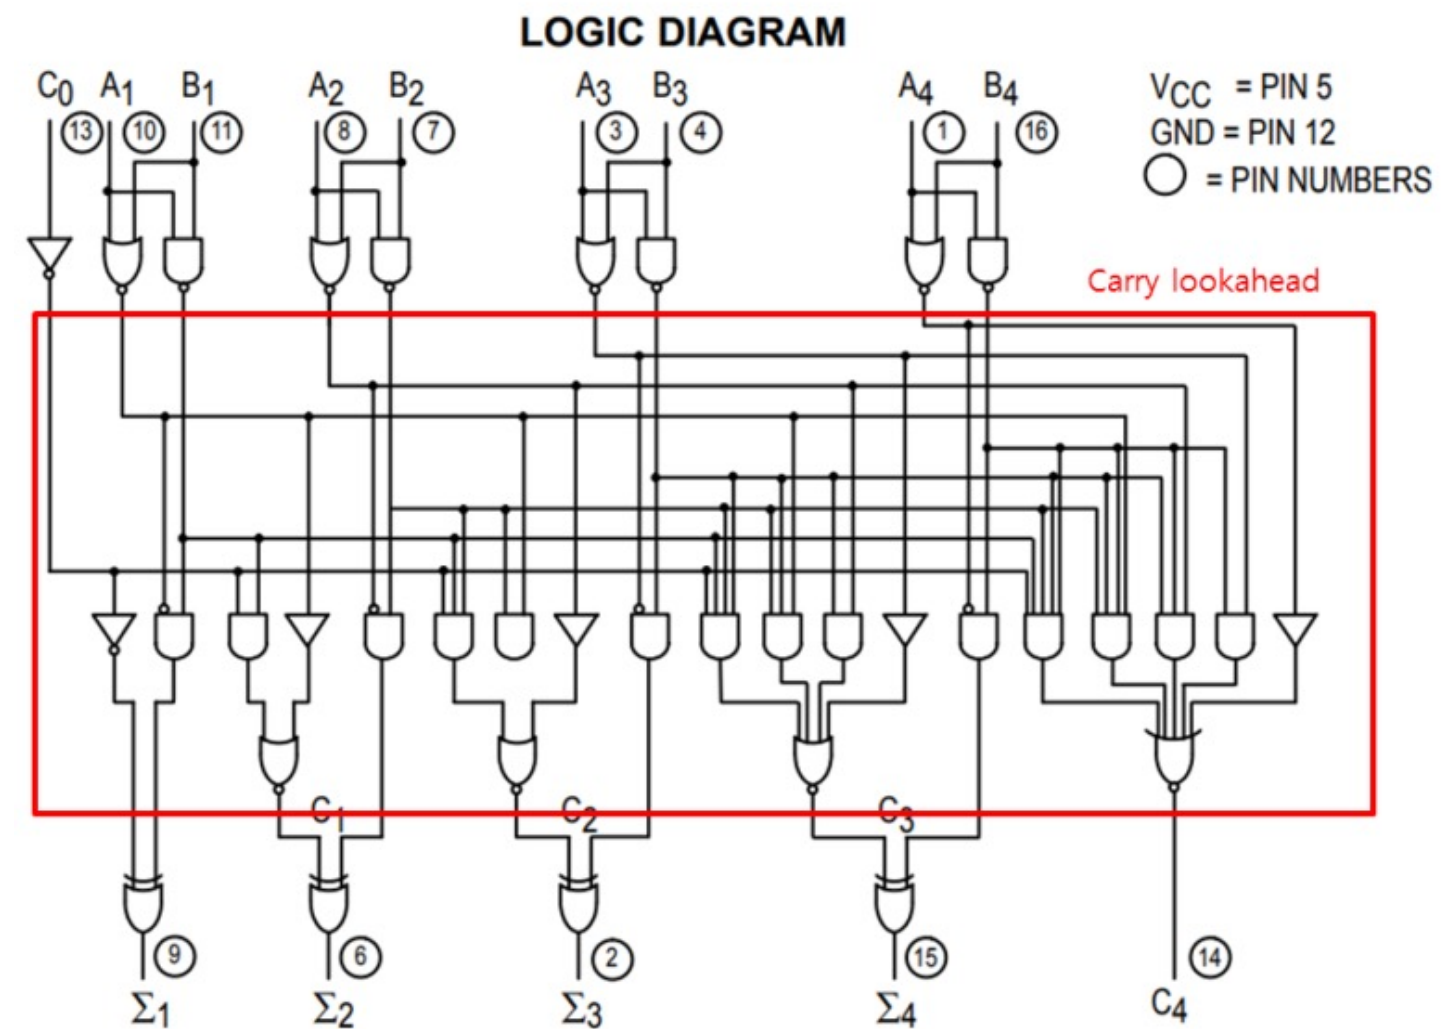 LOGIC DIAGRAM
C0 A1 B1 A2 B2 A3 B3 A4 B4
13 10 11 8 7 3 4 1 16
VCC = PIN 5
GND = PIN 12
= PIN NUMBERS
Carry lookahead
C1 C2 C3
9 6 2 15 14
Σ1 Σ2 Σ3 Σ4 C4